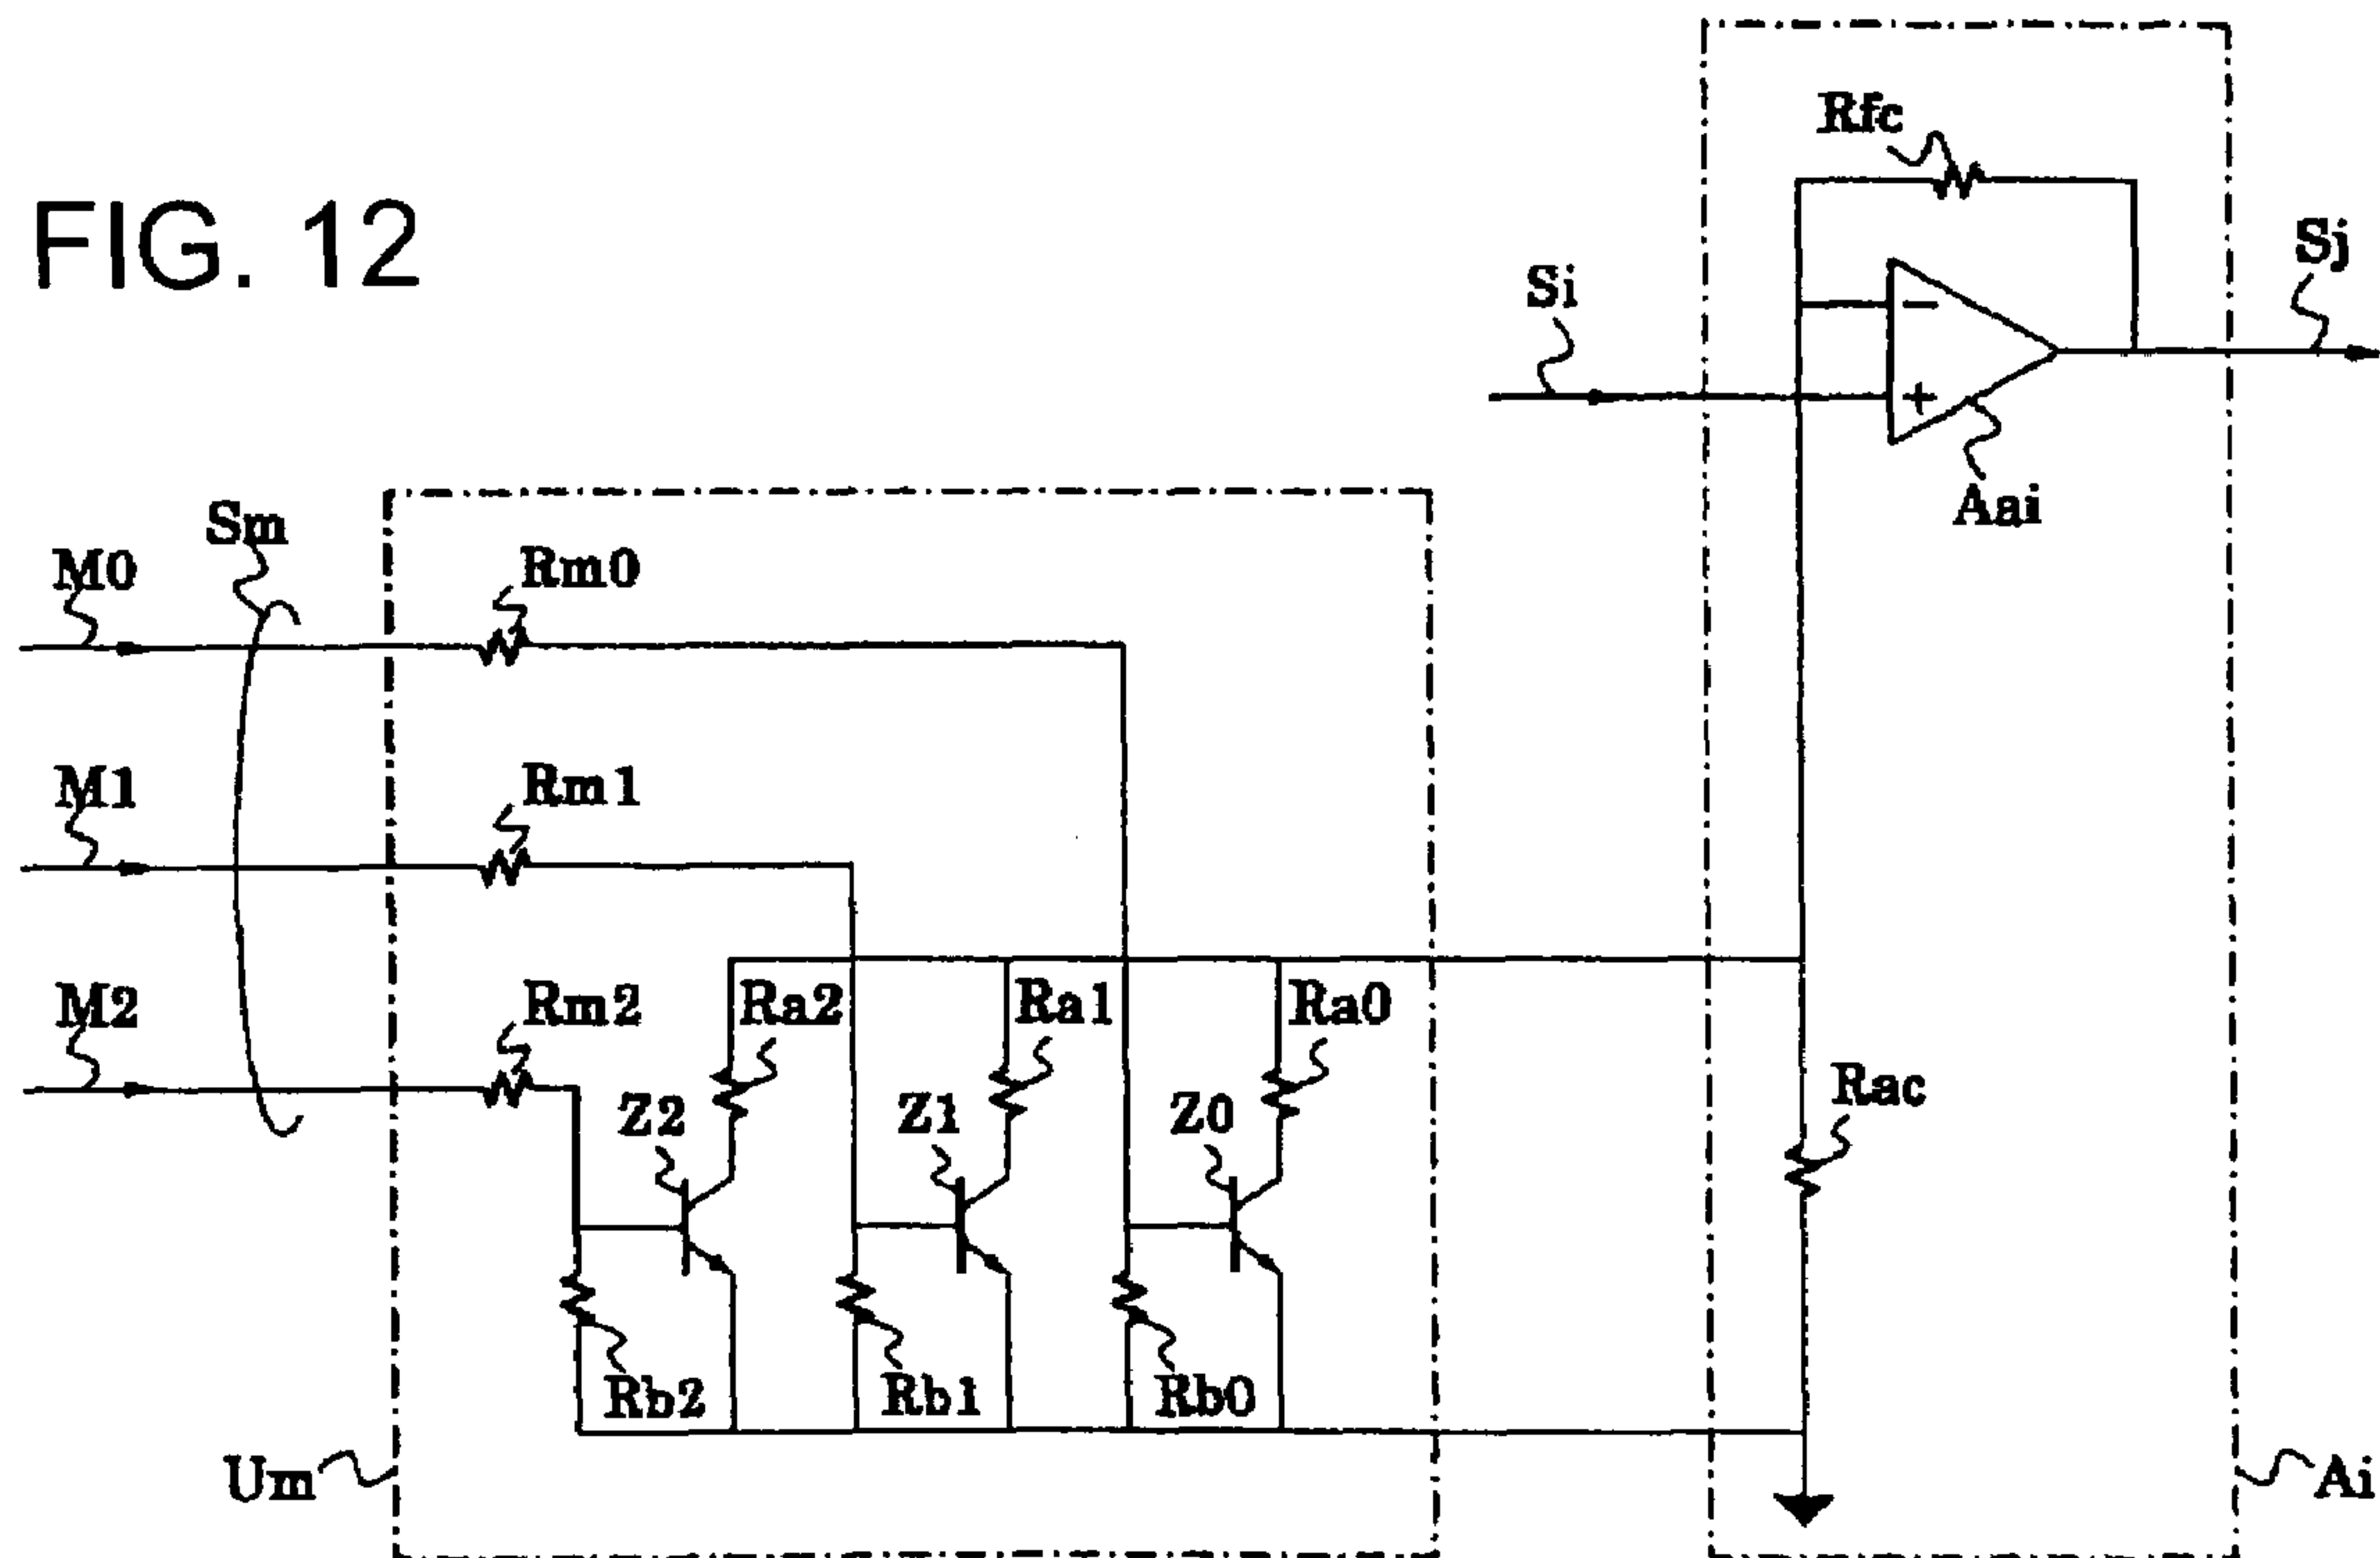 FIG. 12
Rfc
Si
Sj
−
+
Aai
Sm
M0
Rm0
M1
Rm1
M2
Rm2
Ra2
Ra1
Ra0
Z2
Z1
Z0
Rac
Rb2
Rb1
Rb0
Um
Ai